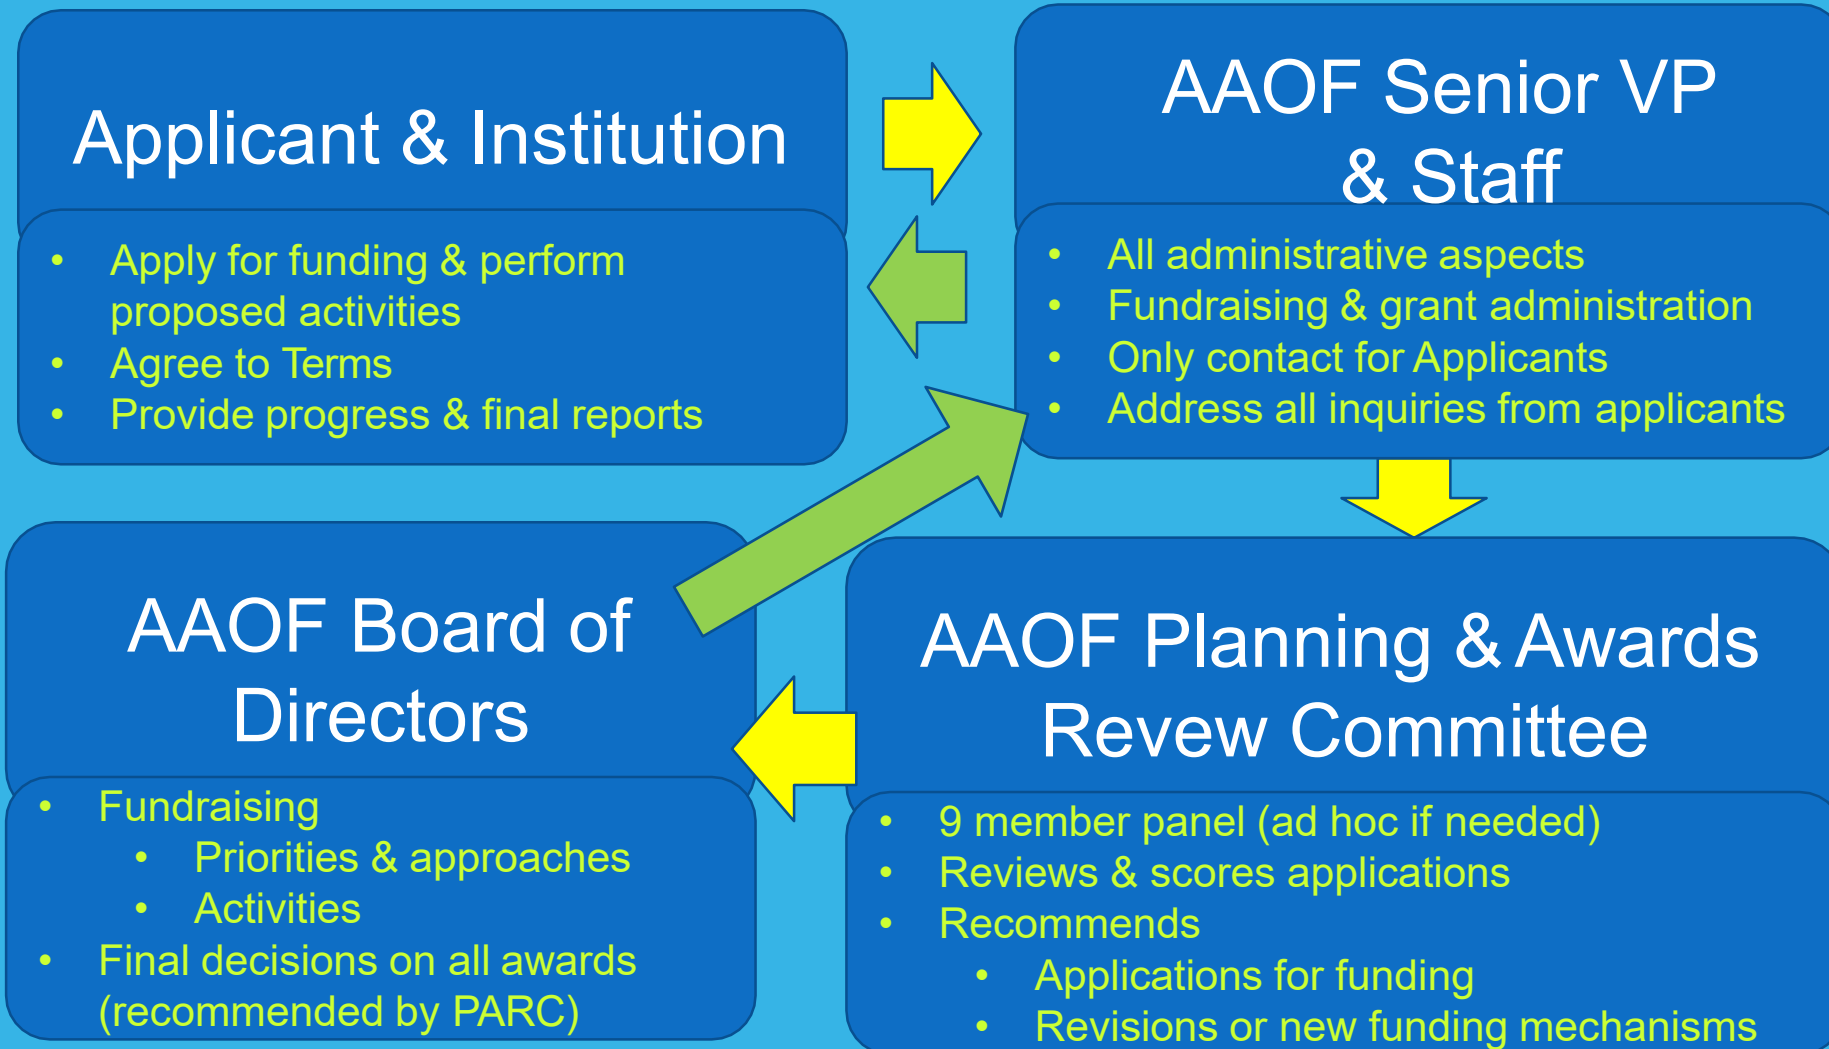 Applicant & Institution
• Apply for funding & perform
proposed activities
• Agree to Terms
• Provide progress & final reports
AAOF Senior VP
& Staff
• All administrative aspects
• Fundraising & grant administration
• Only contact for Applicants
• Address all inquiries from applicants
AAOF Board of
Directors
• Fundraising
• Priorities & approaches
• Activities
• Final decisions on all awards
(recommended by PARC)
AAOF Planning & Awards
Revew Committee
• 9 member panel (ad hoc if needed)
• Reviews & scores applications
• Recommends
• Applications for funding
• Revisions or new funding mechanisms